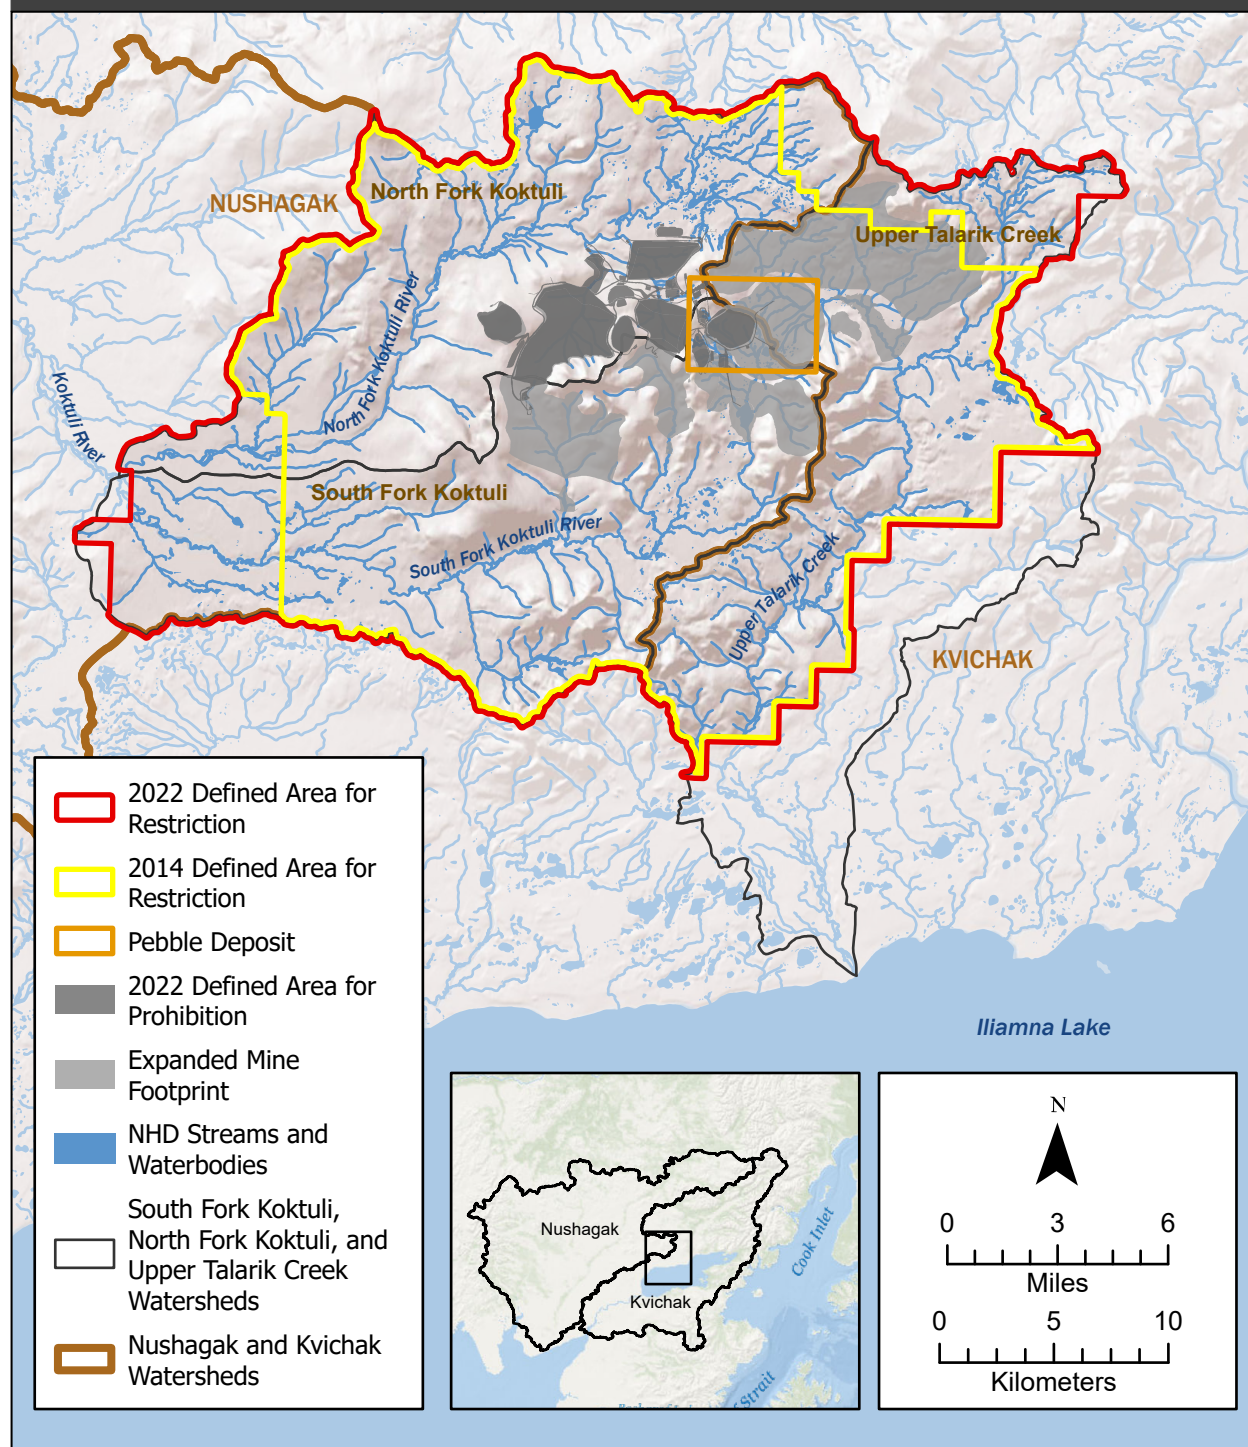 NUSHAGAK
North Fork Koktuli
Upper Talarik Creek
North Fork Koktuli River
Koktuli River
South Fork Koktuli
South Fork Koktuli River
Upper Talarik Creek
KVICHAK
Iliamna Lake
2022 Defined Area for
Restriction
2014 Defined Area for
Restriction
Pebble Deposit
2022 Defined Area for
Prohibition
Expanded Mine
Footprint
NHD Streams and
Waterbodies
South Fork Koktuli,
North Fork Koktuli, and
Upper Talarik Creek
Watersheds
Nushagak and Kvichak
Watersheds
Nushagak
Kvichak
Cook Inlet
Strait
N
0 3 6
Miles
0 5 10
Kilometers